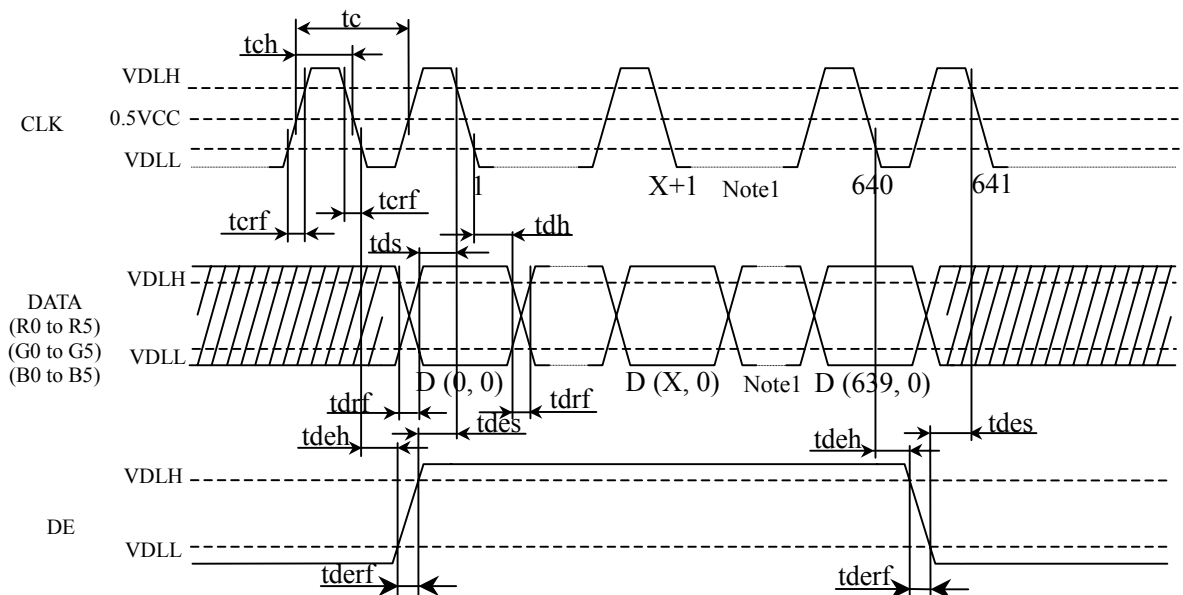 tc
tch
VDLH
CLK
0.5VCC
VDLL
1
X+1
Note1
640
641
tcrf
tcrf
tds
tdh
VDLH
DATA
(R0 to R5)
(G0 to G5)
(B0 to B5)
VDLL
D (0, 0)
D (X, 0)
Note1
D (639, 0)
tdrf
tdrf
tdeh
tdes
tdeh
tdes
VDLH
DE
VDLL
tderf
tderf